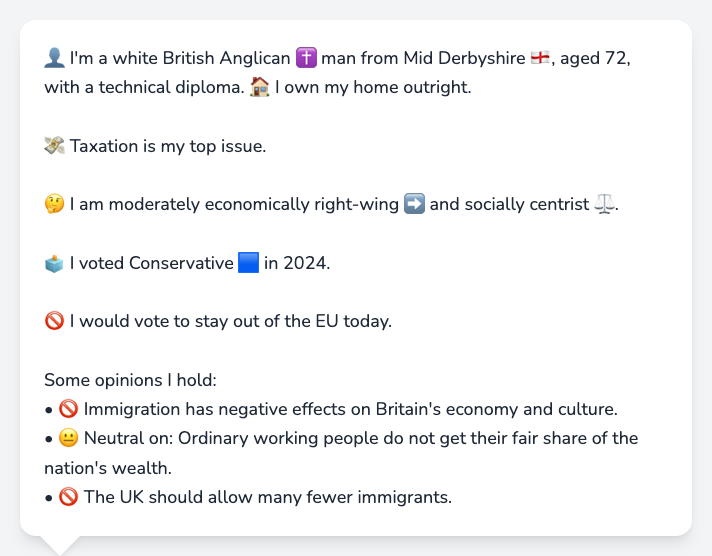 👤 I'm a white British Anglican ✝️ man from Mid Derbyshire 🏴󠁧󠁢󠁥󠁮󠁧󠁿, aged 72,
with a technical diploma. 🏠 I own my home outright.
💸 Taxation is my top issue.
🤔 I am moderately economically right-wing ➡️ and socially centrist ⚖️.
🗳️ I voted Conservative 🟦 in 2024.
🚫 I would vote to stay out of the EU today.
Some opinions I hold:
• 🚫 Immigration has negative effects on Britain's economy and culture.
• 😐 Neutral on: Ordinary working people do not get their fair share of the
nation's wealth.
• 🚫 The UK should allow many fewer immigrants.